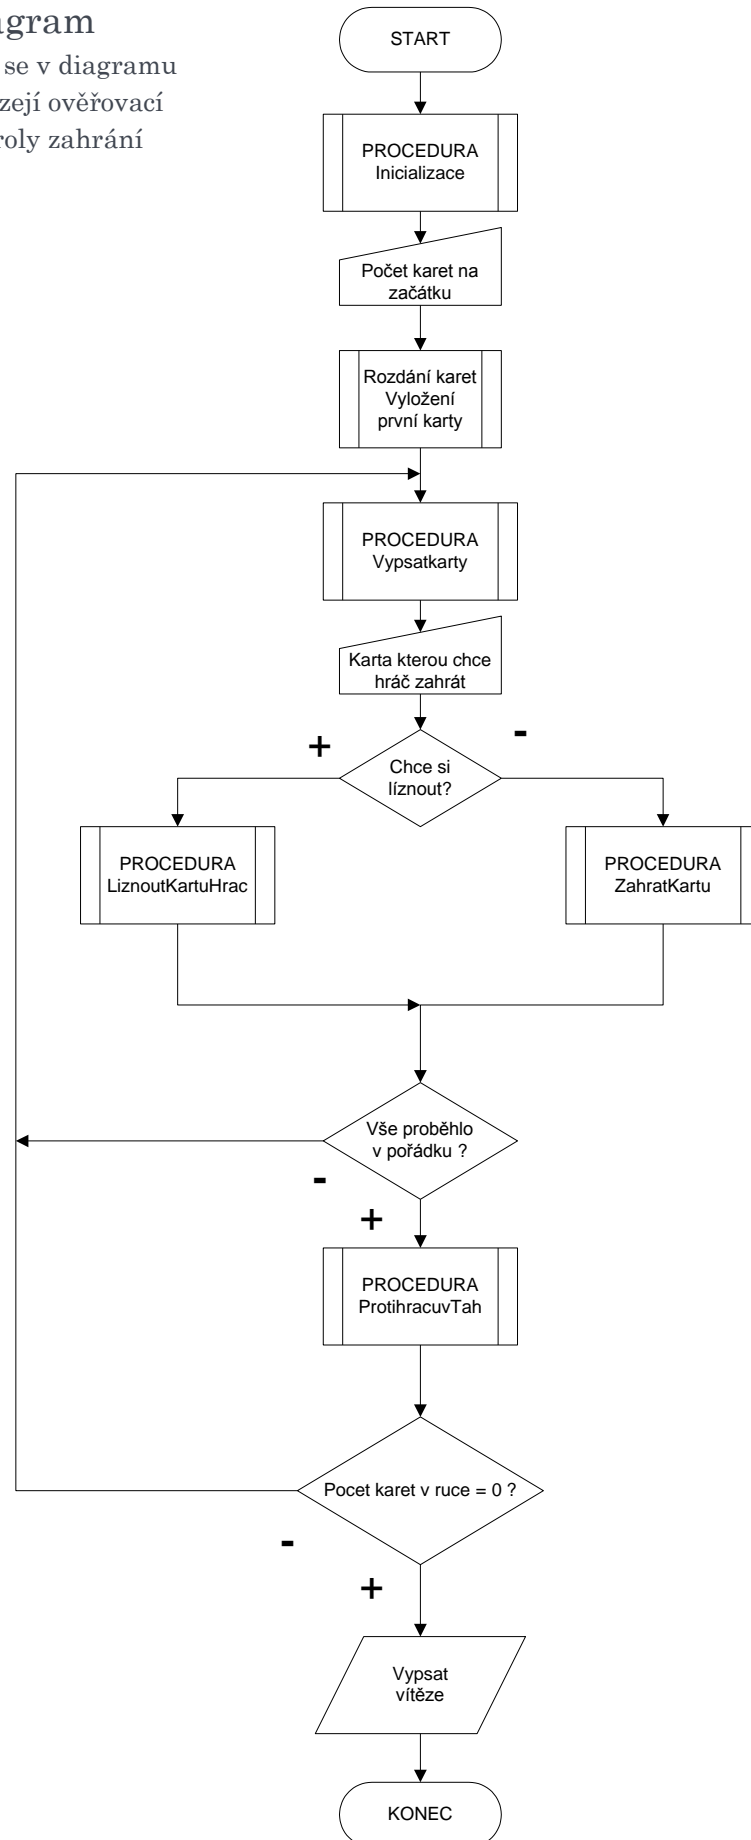 agram
se v diagramu
zejí ověřovací
roly zahrání
START
PROCEDURA
Inicializace
Počet karet na
začátku
Rozdání karet
Vyložení
první karty
PROCEDURA
Vypsatkarty
Karta kterou chce
hráč zahrát
+
-
Chce si
líznout?
PROCEDURA
LiznoutKartuHrac
PROCEDURA
ZahratKartu
Vše proběhlo
v pořádku ?
-
+
PROCEDURA
ProtihracuvTah
Pocet karet v ruce = 0 ?
-
+
Vypsat
vítěze
KONEC